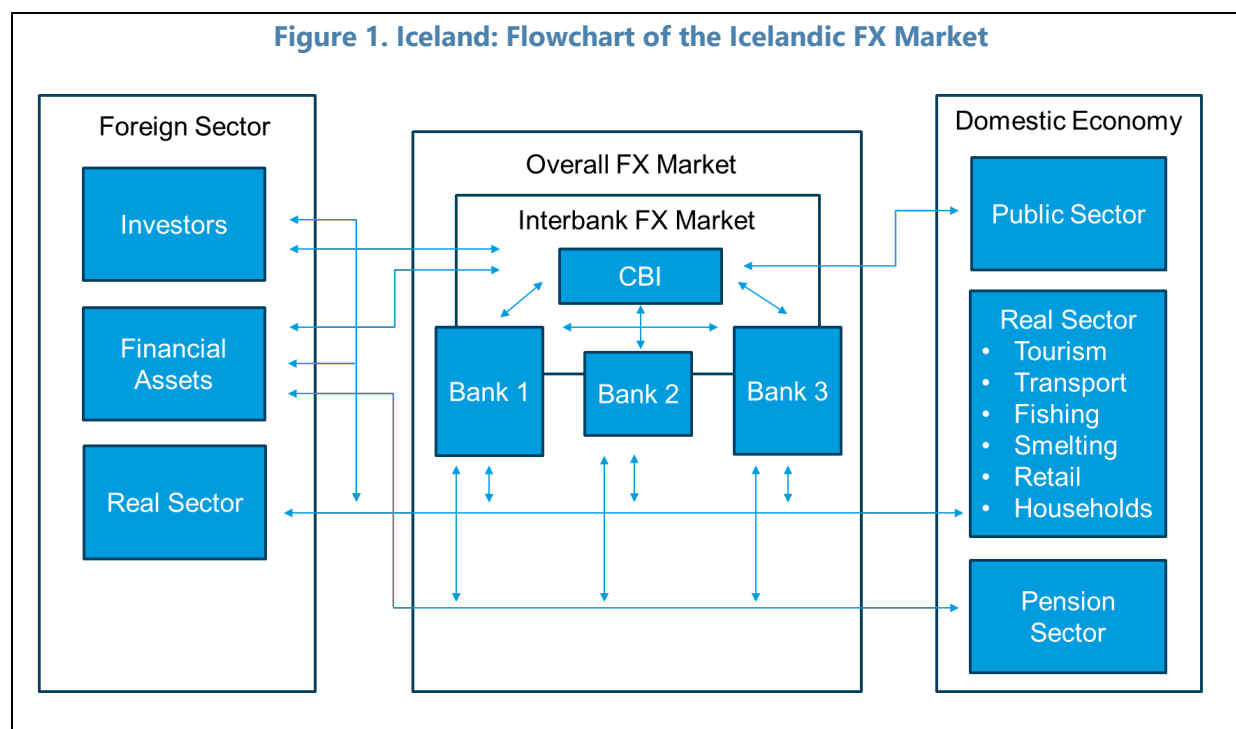 Figure 1. Iceland: Flowchart of the Icelandic FX Market
Foreign Sector
Investors
Financial
Assets
Real Sector
Overall FX Market
Interbank FX Market
CBI
Bank 1
Bank 2
Bank 3
Domestic Economy
Public Sector
Real Sector
• Tourism
• Transport
• Fishing
• Smelting
• Retail
• Households
Pension
Sector